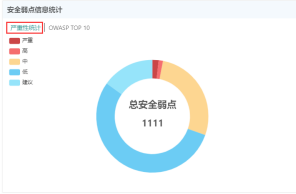 安全弱点信息统计
严重性统计 | OWASP TOP 10
严重
高
中
低
建议
总安全弱点
1111